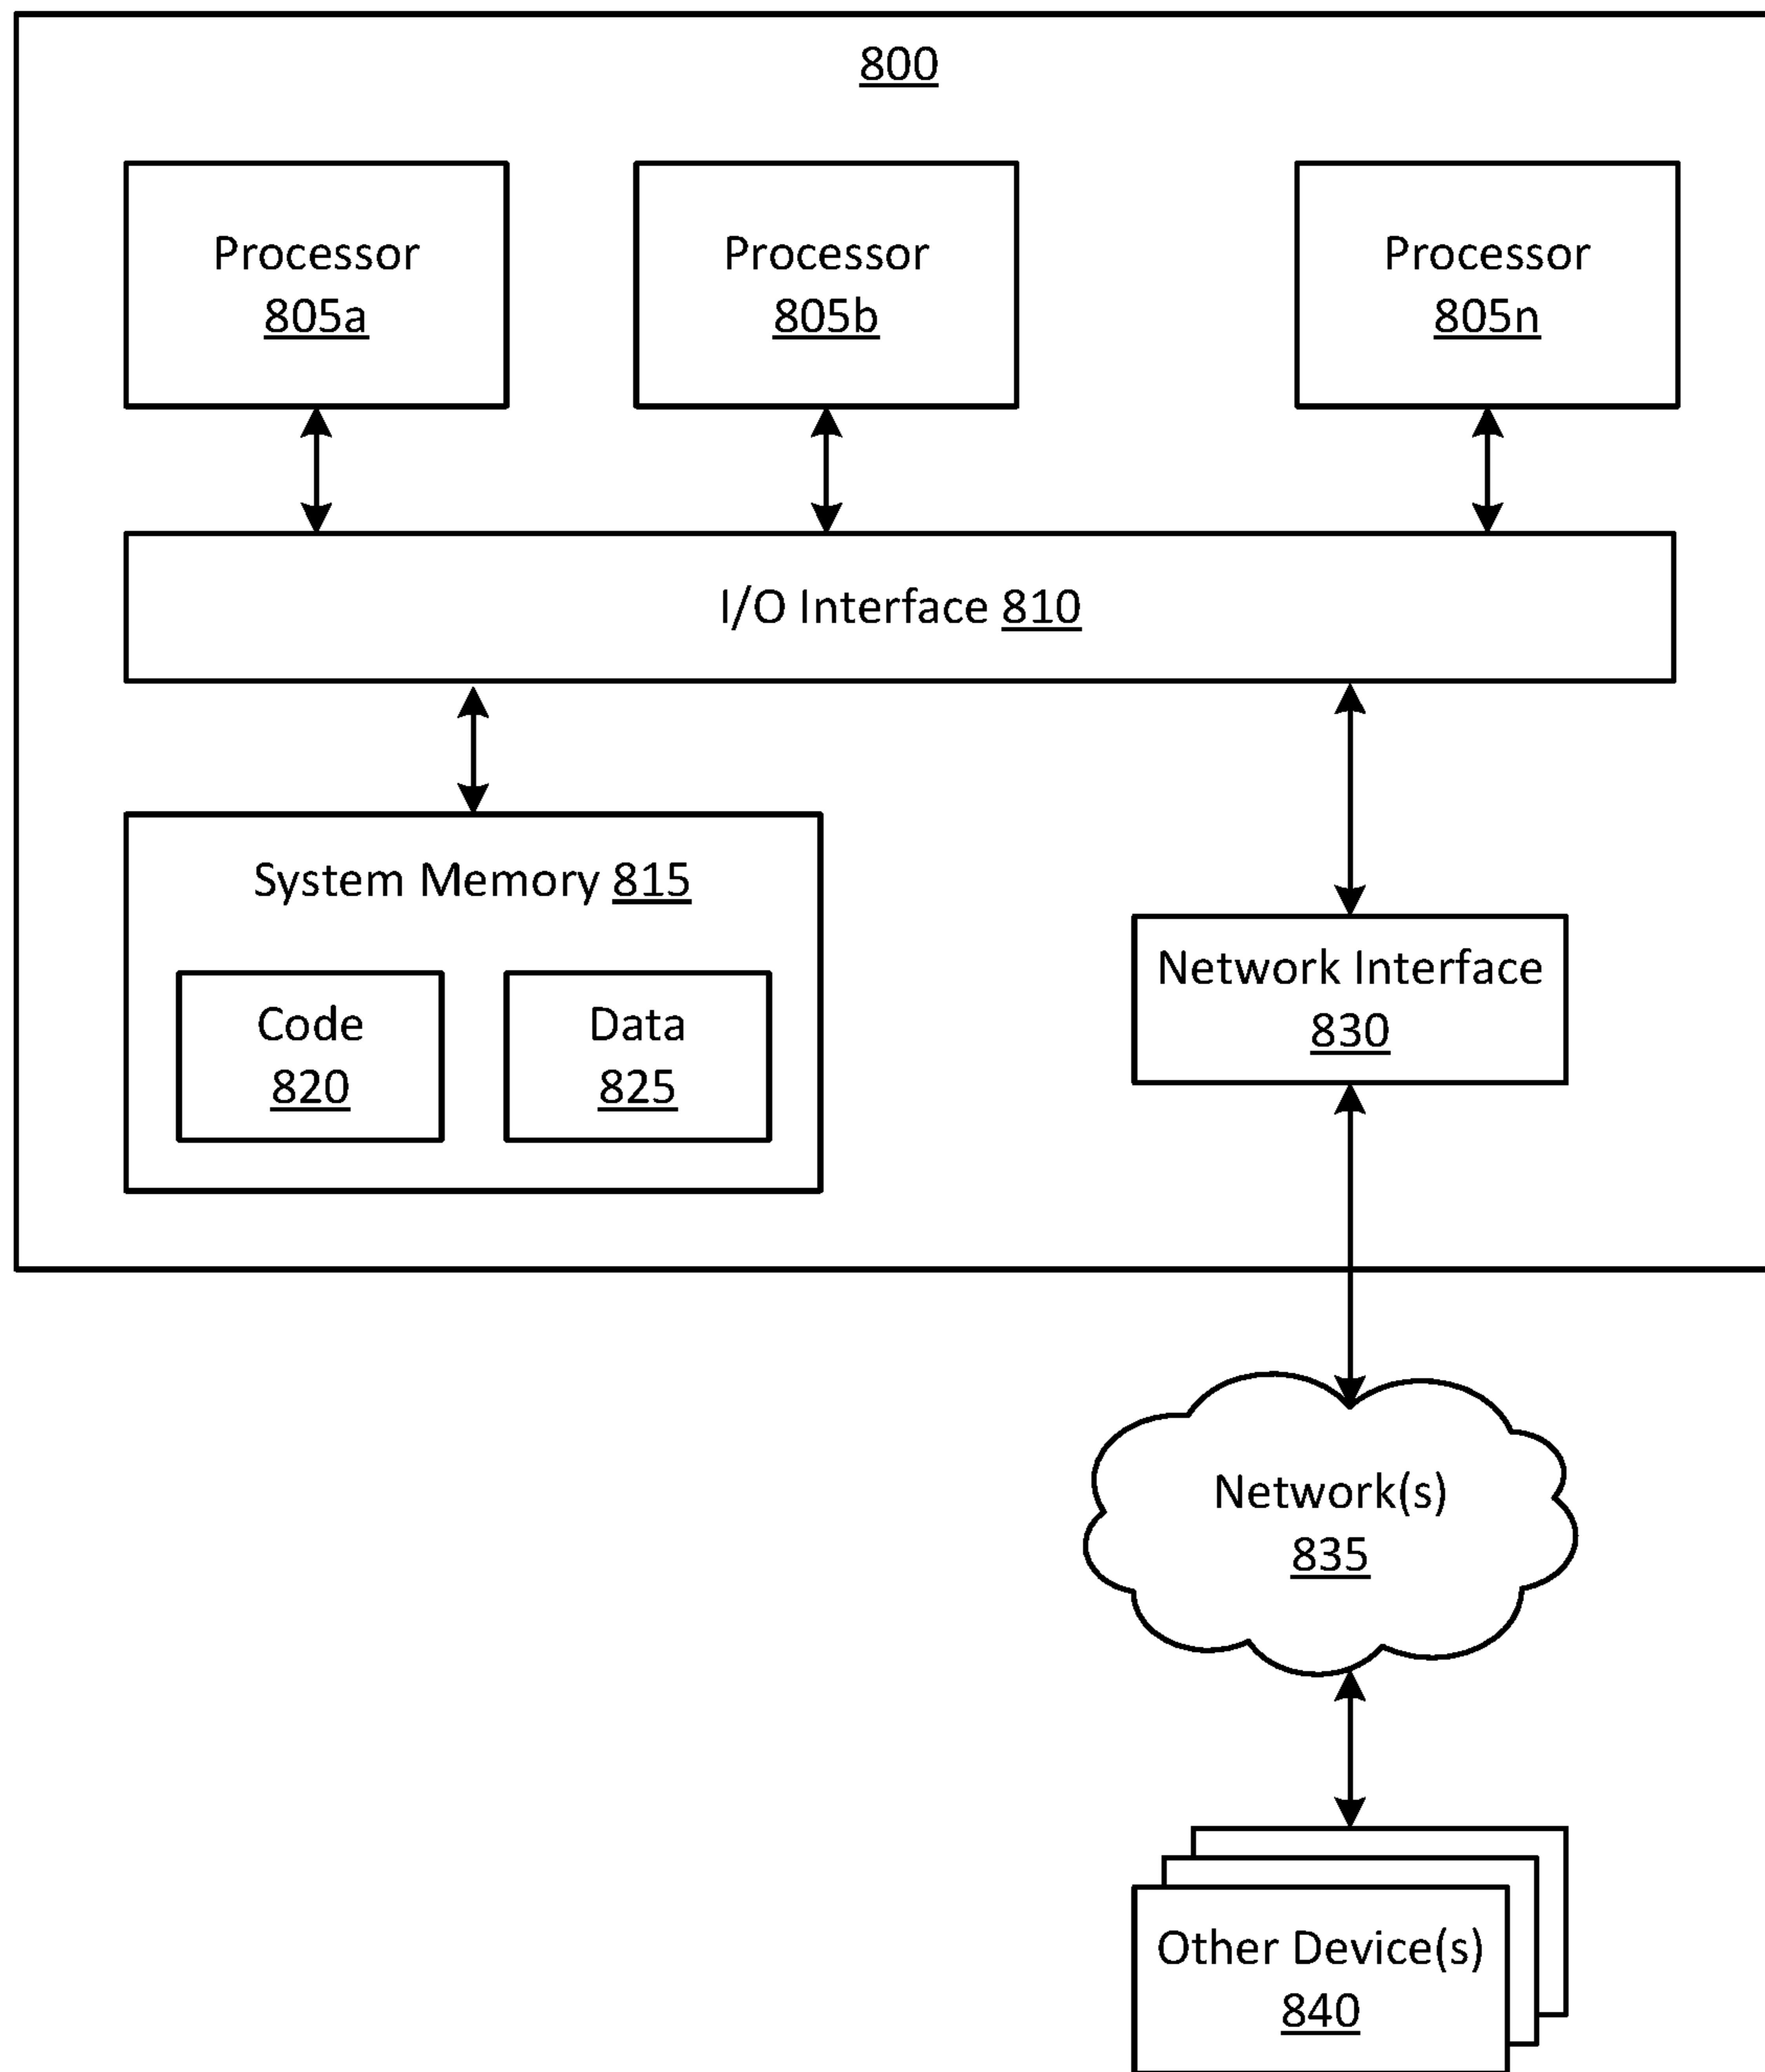 800
Processor
805a
Processor
805b
Processor
805n
I/O Interface 810
System Memory 815
Code
820
Data
825
Network Interface
830
Network(s)
835
Other Device(s)
840